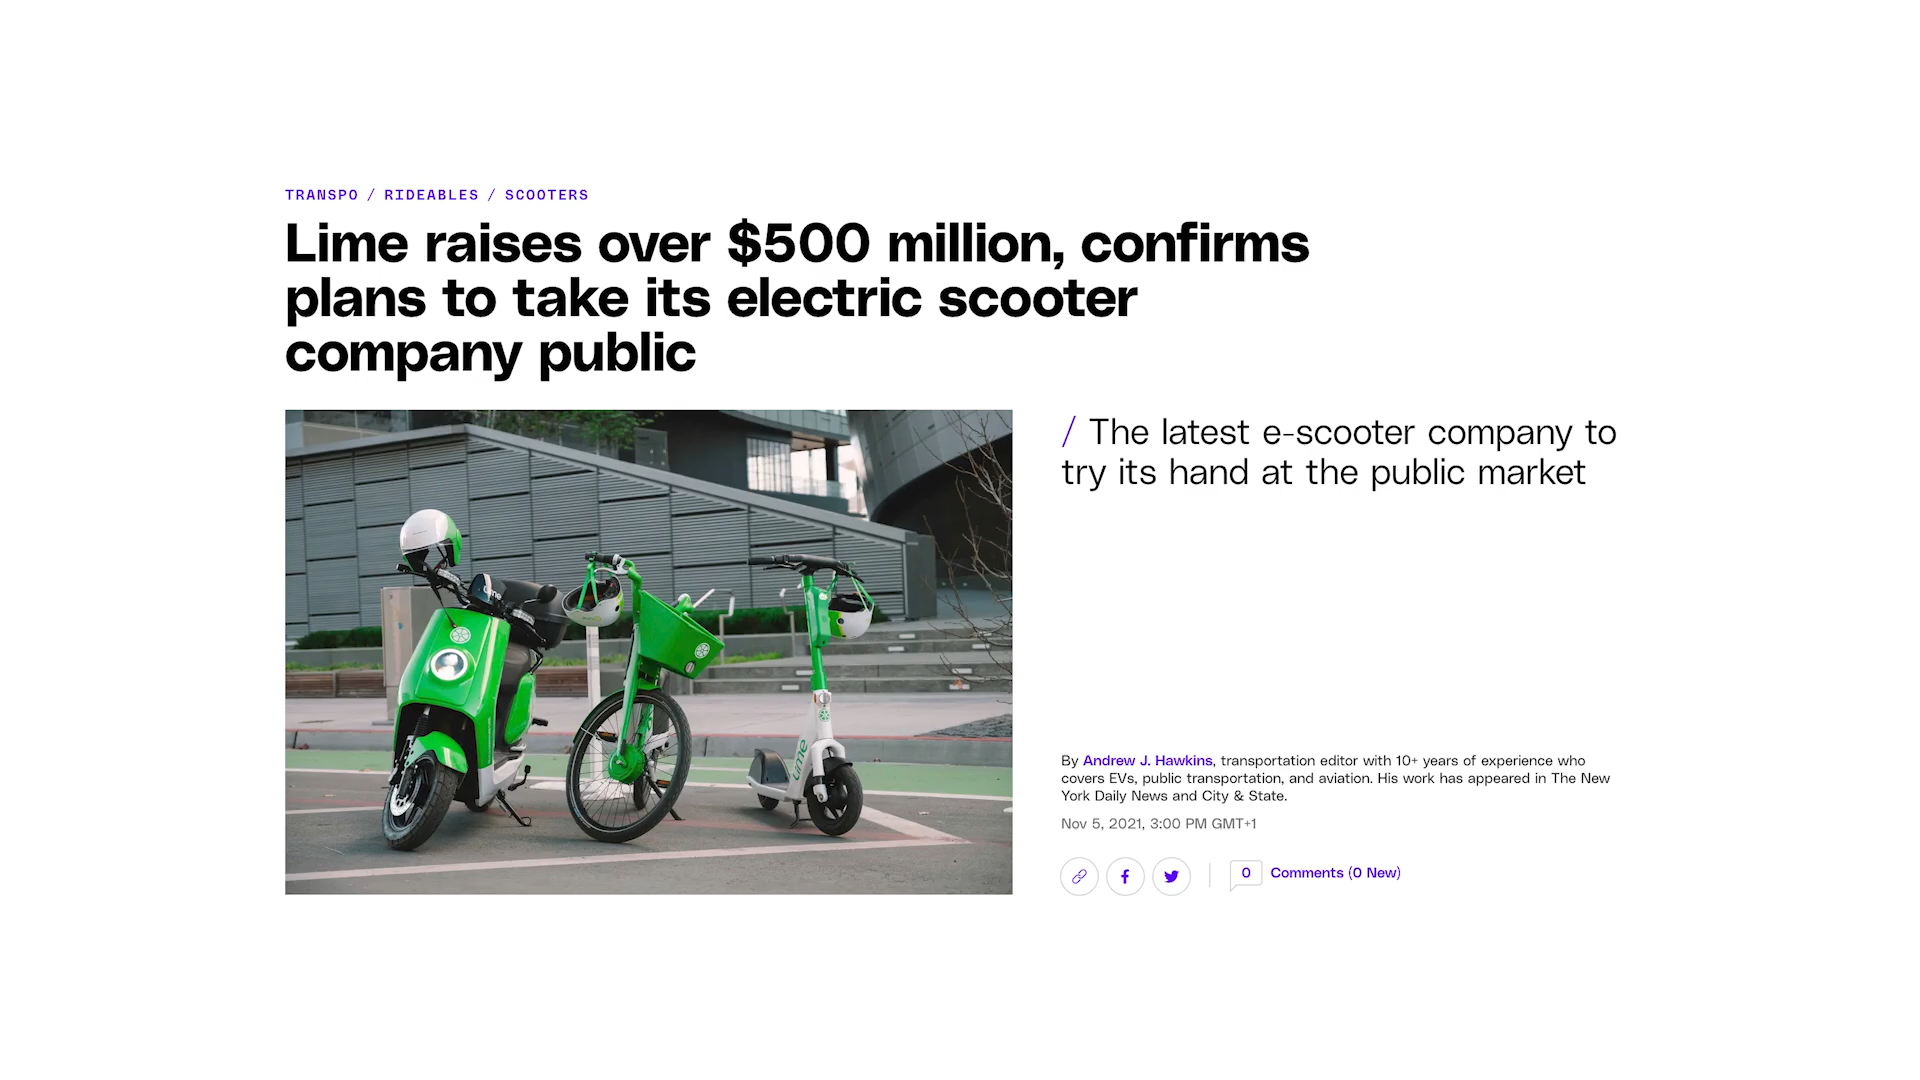 TRANSPO / RIDEABLES / SCOOTERS
Lime raises over $500 million, confirms
plans to take its electric scooter
company public
/ The latest e-scooter company to
try its hand at the public market
Lime
Lime
By Andrew J. Hawkins, transportation editor with 10+ years of experience who
covers EVs, public transportation, and aviation. His work has appeared in The New
York Daily News and City & State.
Nov 5, 2021, 3:00 PM GMT+1
0 Comments (0 New)